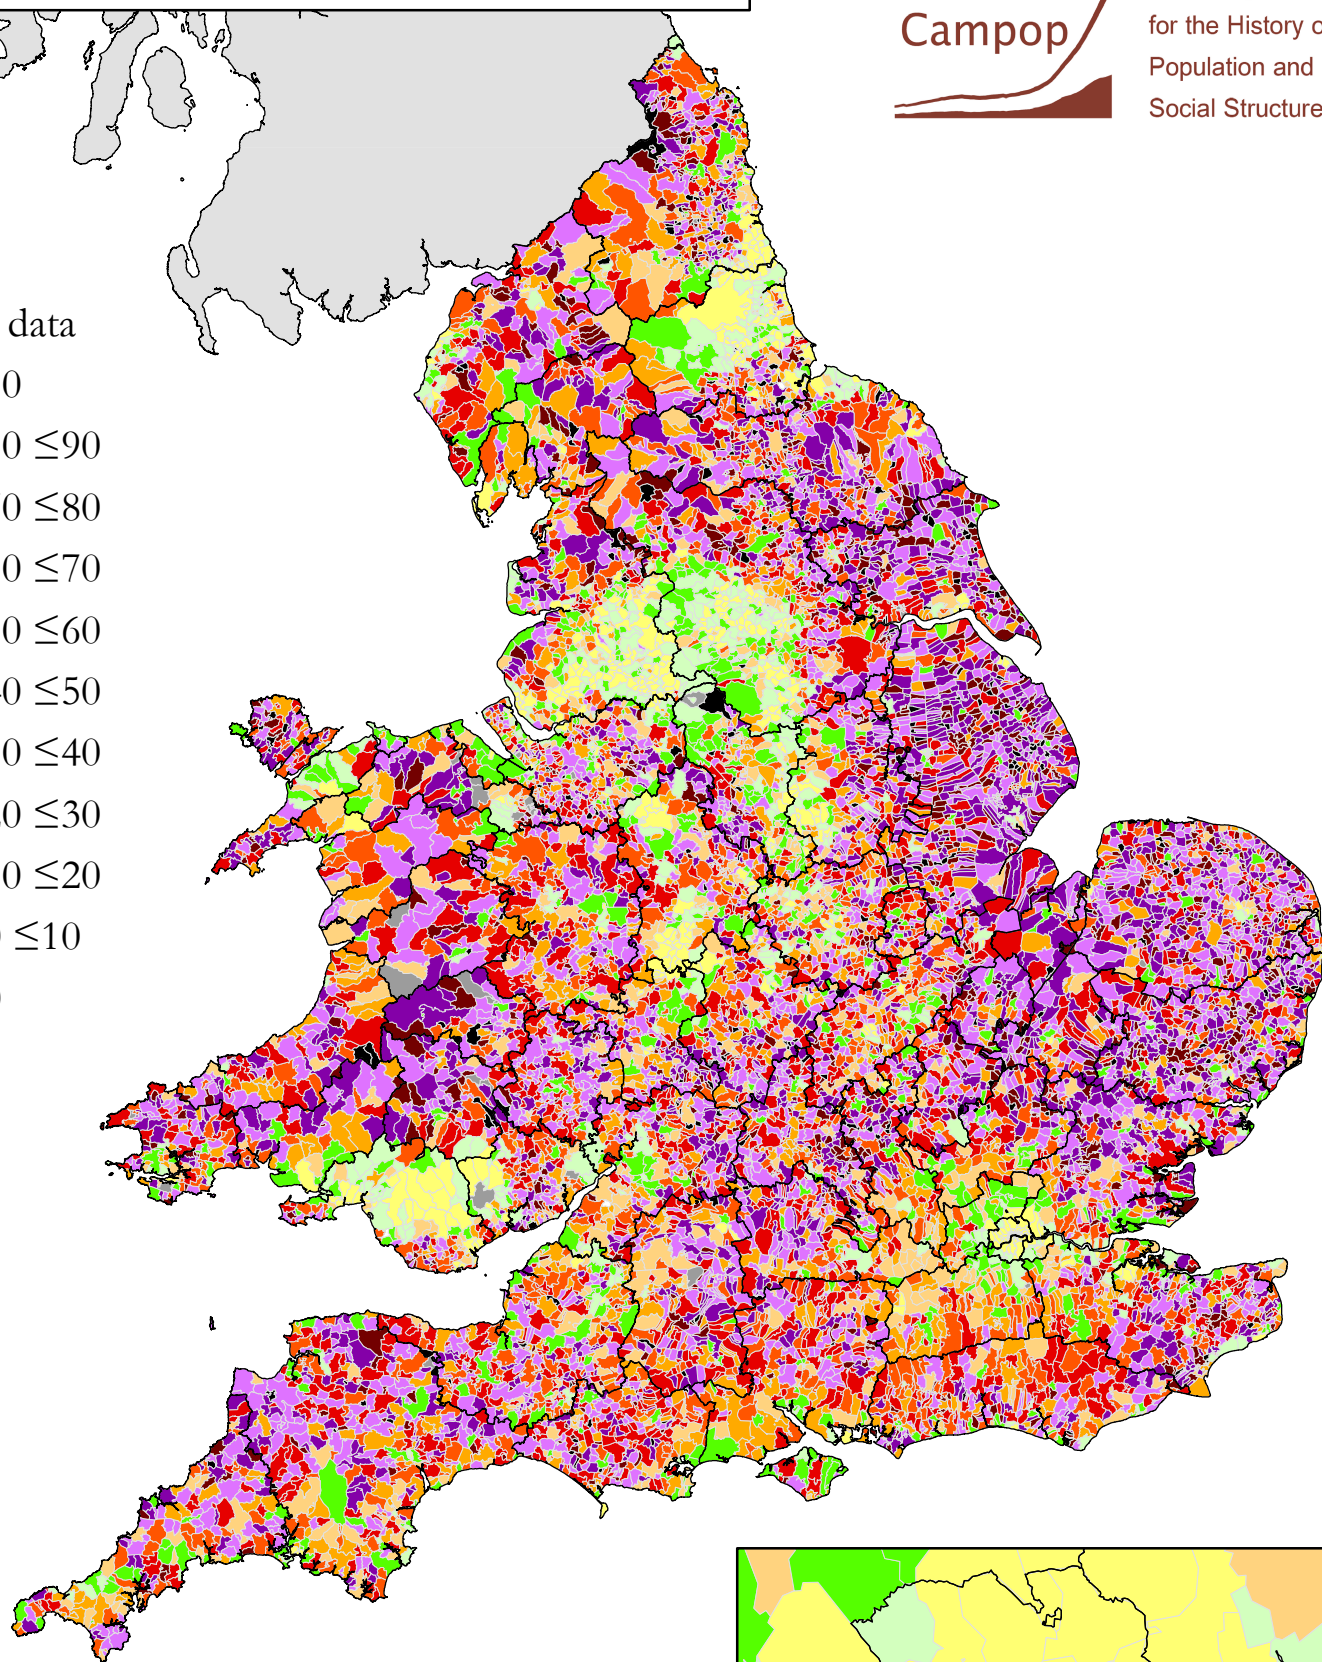 Campop
for the History o
Population and
Social Structure
data
0
0 ≤90
0 ≤80
0 ≤70
0 ≤60
0 ≤50
0 ≤40
0 ≤30
0 ≤20
≤10